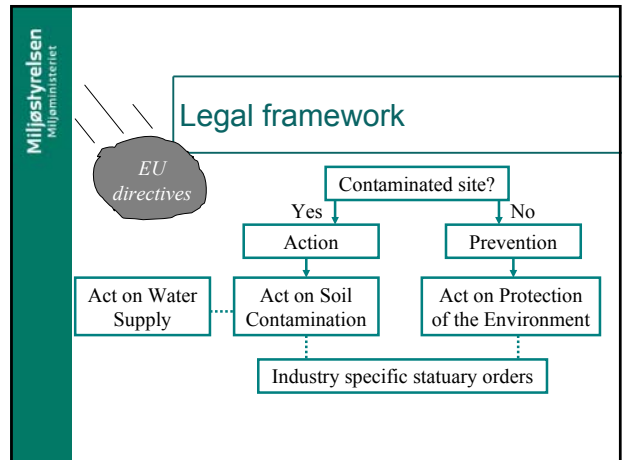 Miljøstyrelsen
Miljøministeriet
Legal framework
EU
directives
Contaminated site?
Yes
No
Action
Prevention
Act on Water
Supply
Act on Soil
Contamination
Act on Protection
of the Environment
Industry specific statuary orders